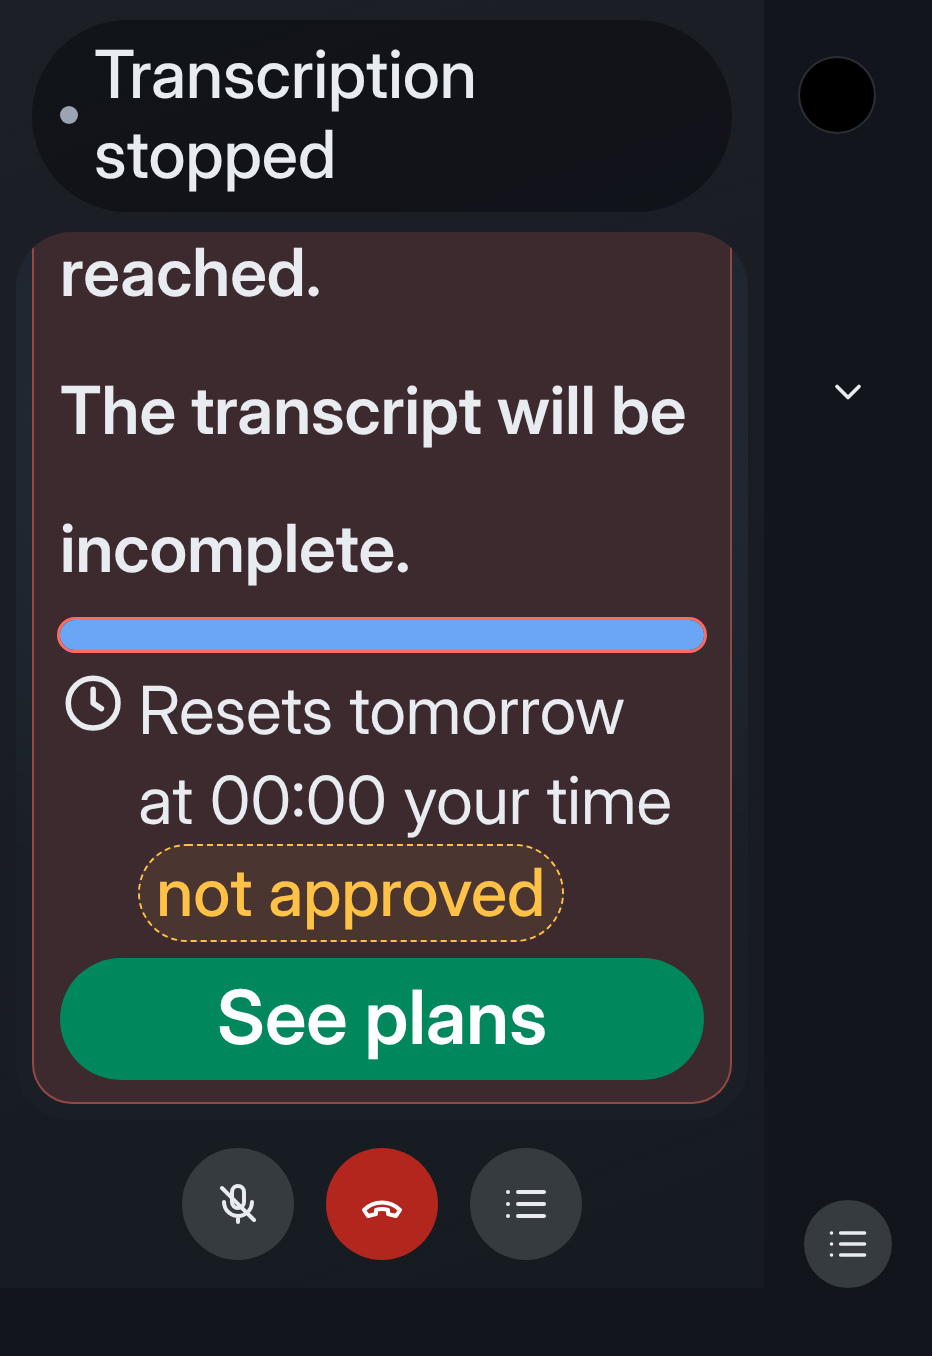 Transcription
stopped
reached.
The transcript will be
incomplete.
Resets tomorrow
at 00:00 your time
not approved
See plans